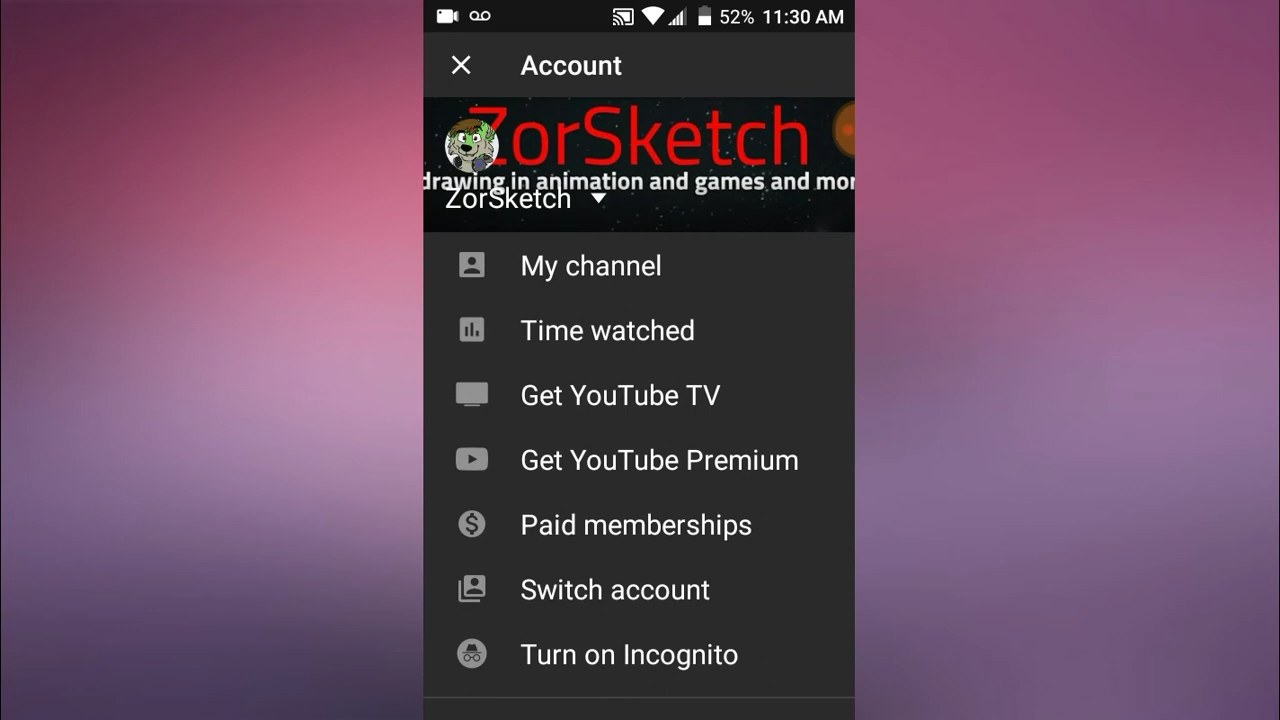 52% 11:30 AM
Account
ZorSketch
drawing in animation and games and mor
ZorSketch
My channel
Time watched
Get YouTube TV
Get YouTube Premium
Paid memberships
Switch account
Turn on Incognito